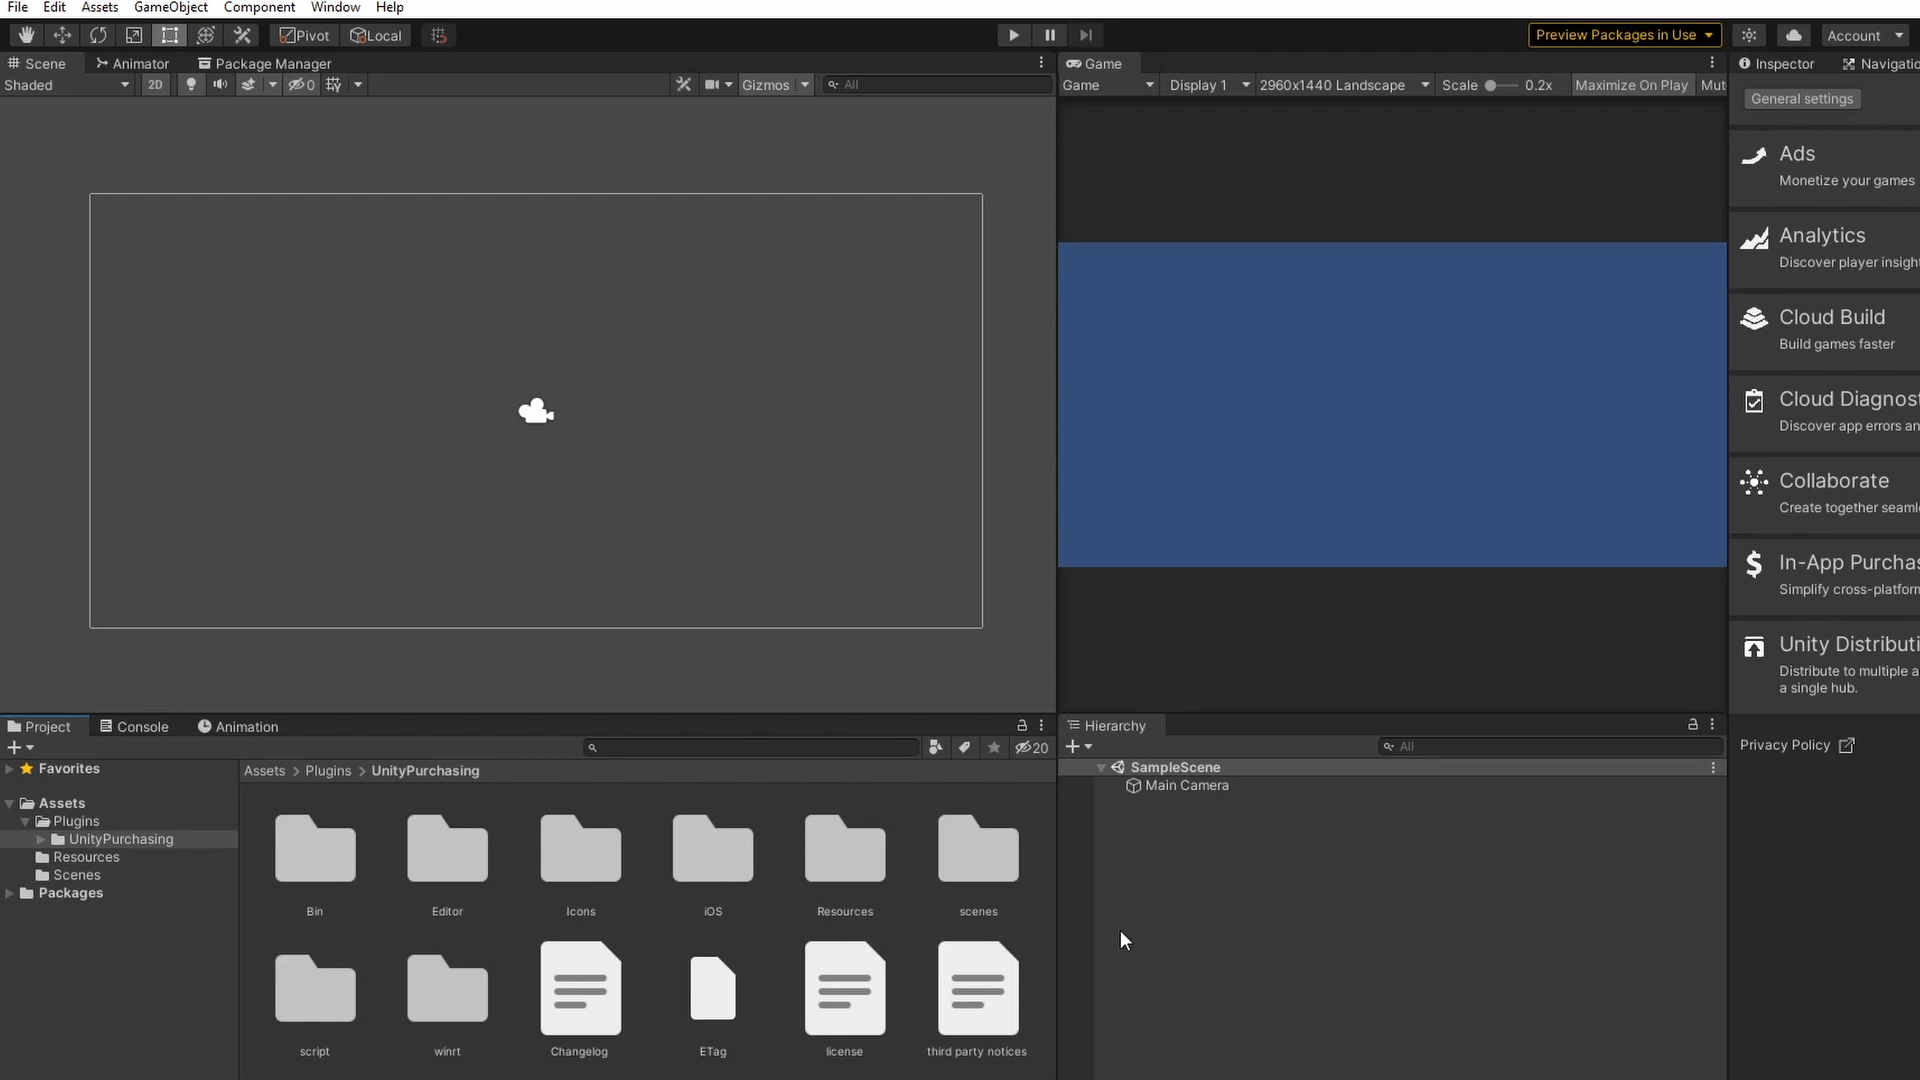 File Edit Assets GameObject Component Window Help
Pivot Local Preview Packages in Use Account
Scene Animator Package Manager
Shaded 2D 0 Gizmos All
Game
Game Display 1 2960x1440 Landscape Scale 0.2x Maximize On Play Mut
Inspector Navigatio
General settings
Ads
Monetize your games
Analytics
Discover player insight
Cloud Build
Build games faster
Cloud Diagnost
Discover app errors an
Collaborate
Create together seamle
In-App Purchas
Simplify cross-platform
Unity Distributi
Distribute to multiple a
a single hub.
Privacy Policy
Project Console Animation
20
Favorites
Assets
Plugins
UnityPurchasing
Resources
Scenes
Packages
Assets > Plugins > UnityPurchasing
Bin Editor Icons iOS Resources scenes
script winrt Changelog ETag license third party notices
Hierarchy
All
SampleScene
Main Camera